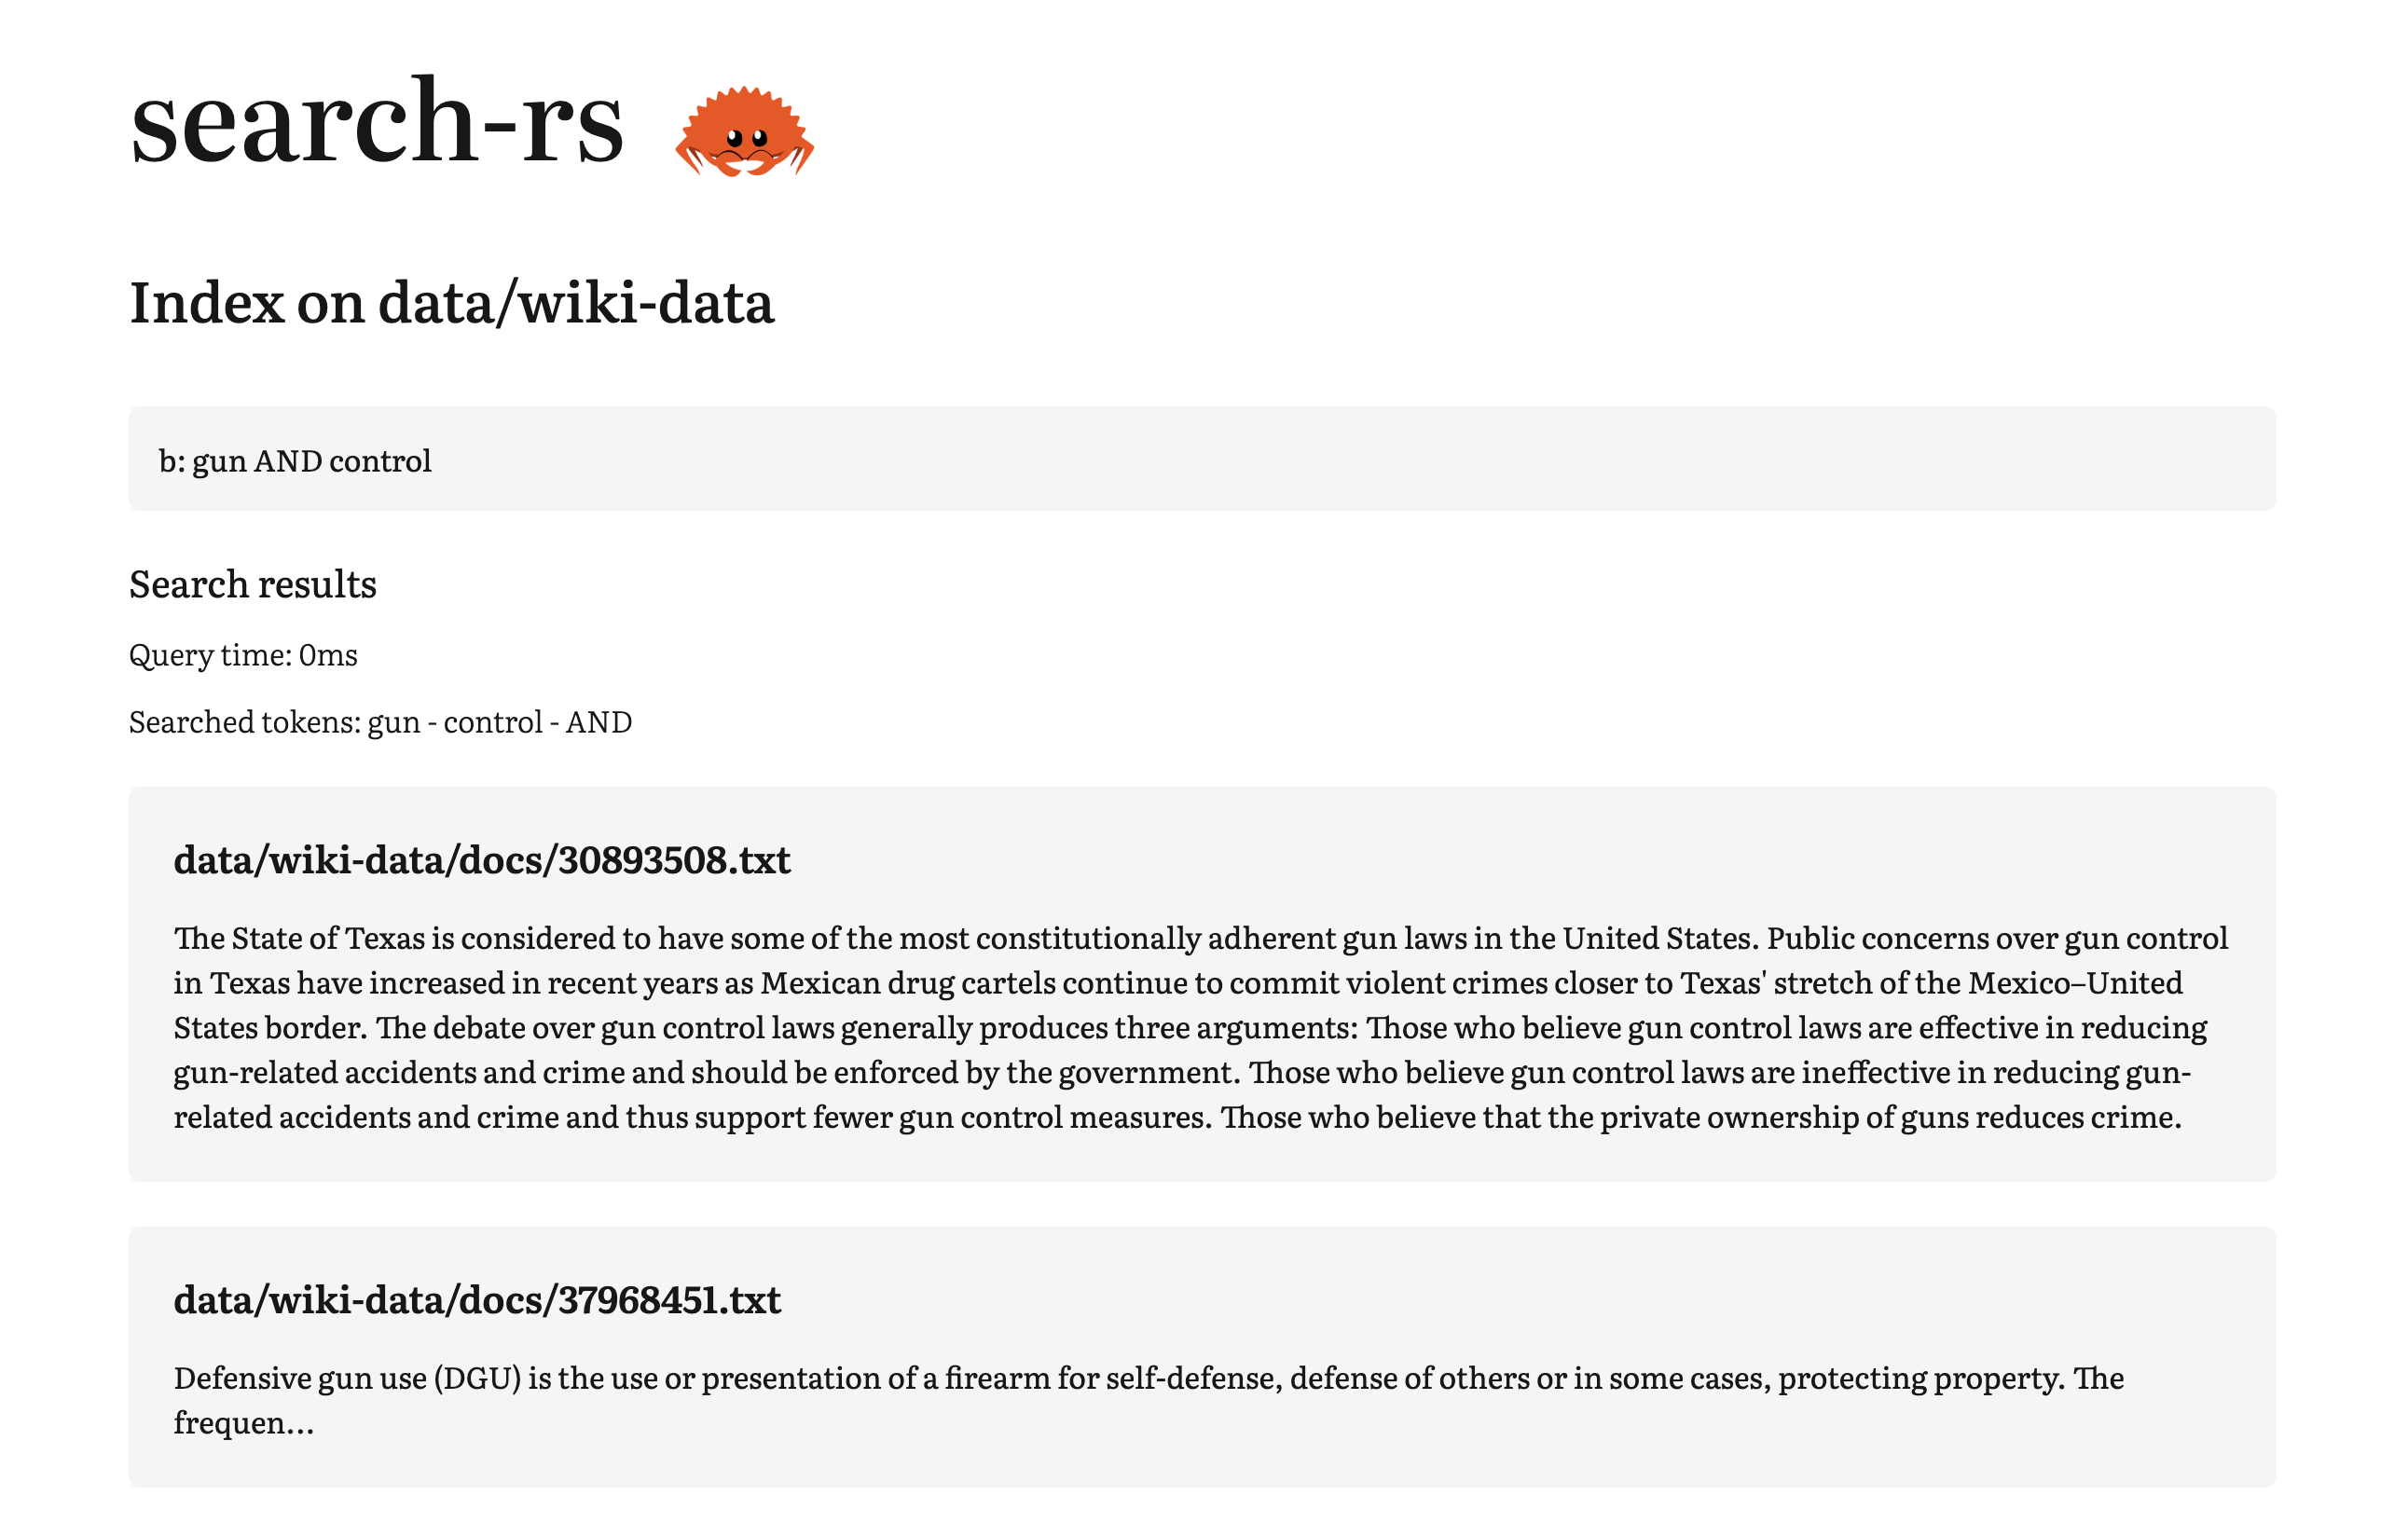 search-rs
Index on data/wiki-data
b: gun AND control
Search results
Query time: 0ms
Searched tokens: gun - control - AND
data/wiki-data/docs/30893508.txt
The State of Texas is considered to have some of the most constitutionally adherent gun laws in the United States. Public concerns over gun control
in Texas have increased in recent years as Mexican drug cartels continue to commit violent crimes closer to Texas' stretch of the Mexico–United
States border. The debate over gun control laws generally produces three arguments: Those who believe gun control laws are effective in reducing
gun-related accidents and crime and should be enforced by the government. Those who believe gun control laws are ineffective in reducing gun-
related accidents and crime and thus support fewer gun control measures. Those who believe that the private ownership of guns reduces crime.
data/wiki-data/docs/37968451.txt
Defensive gun use (DGU) is the use or presentation of a firearm for self-defense, defense of others or in some cases, protecting property. The
frequen...